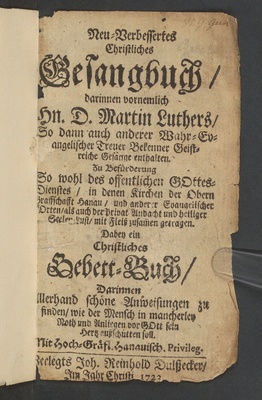 Neu-Verbessertes
Christliches
Gesangbuch/
darinnen vornemlich
Hn. D. Martin Luthers/
So dann auch anderer Wahr-Ev-
angelischer Treuer Bekenner Geist-
reiche Gesänge enthalten.
Zu Beförderung
So wohl des öffentlichen GOttes-
Dienstes/ in denen Kirchen der Obern
Graffschafft Hanau/ und anderer Evangelischer
Orten/ als auch der Privat Andacht und heiliger
Seelen-Lust/ mit Fleiß zusamen getragen.
Dabey ein
Christliches
Gebett-Buch/
Darinnen
Allerhand schöne Anweisungen zu
finden/ wie der Mensch in mancherley
Noth und Anliegen vor GOtt sein
Hertz ausschütten soll.
Mit Hoch-Gräfl. Hanauisch. Privileg.
Verlegts Joh. Reinhold Dulßecker/
Im Jahr Christi 1733